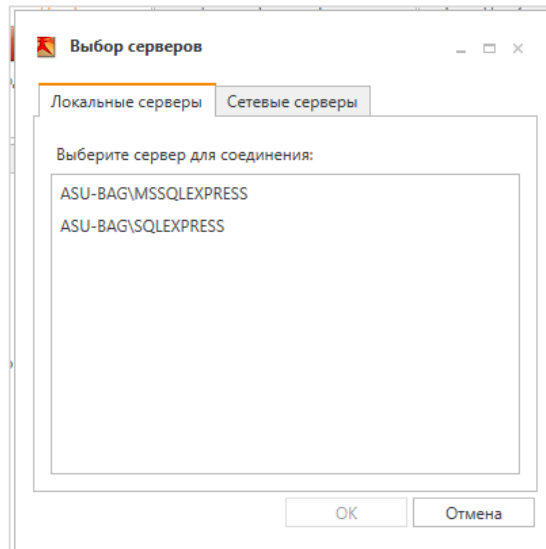 Выбор серверов
Локальные серверы
Сетевые серверы
Выберите сервер для соединения:
ASU-BAG\MSSQLEXPRESS
ASU-BAG\SQLEXPRESS
OK
Отмена